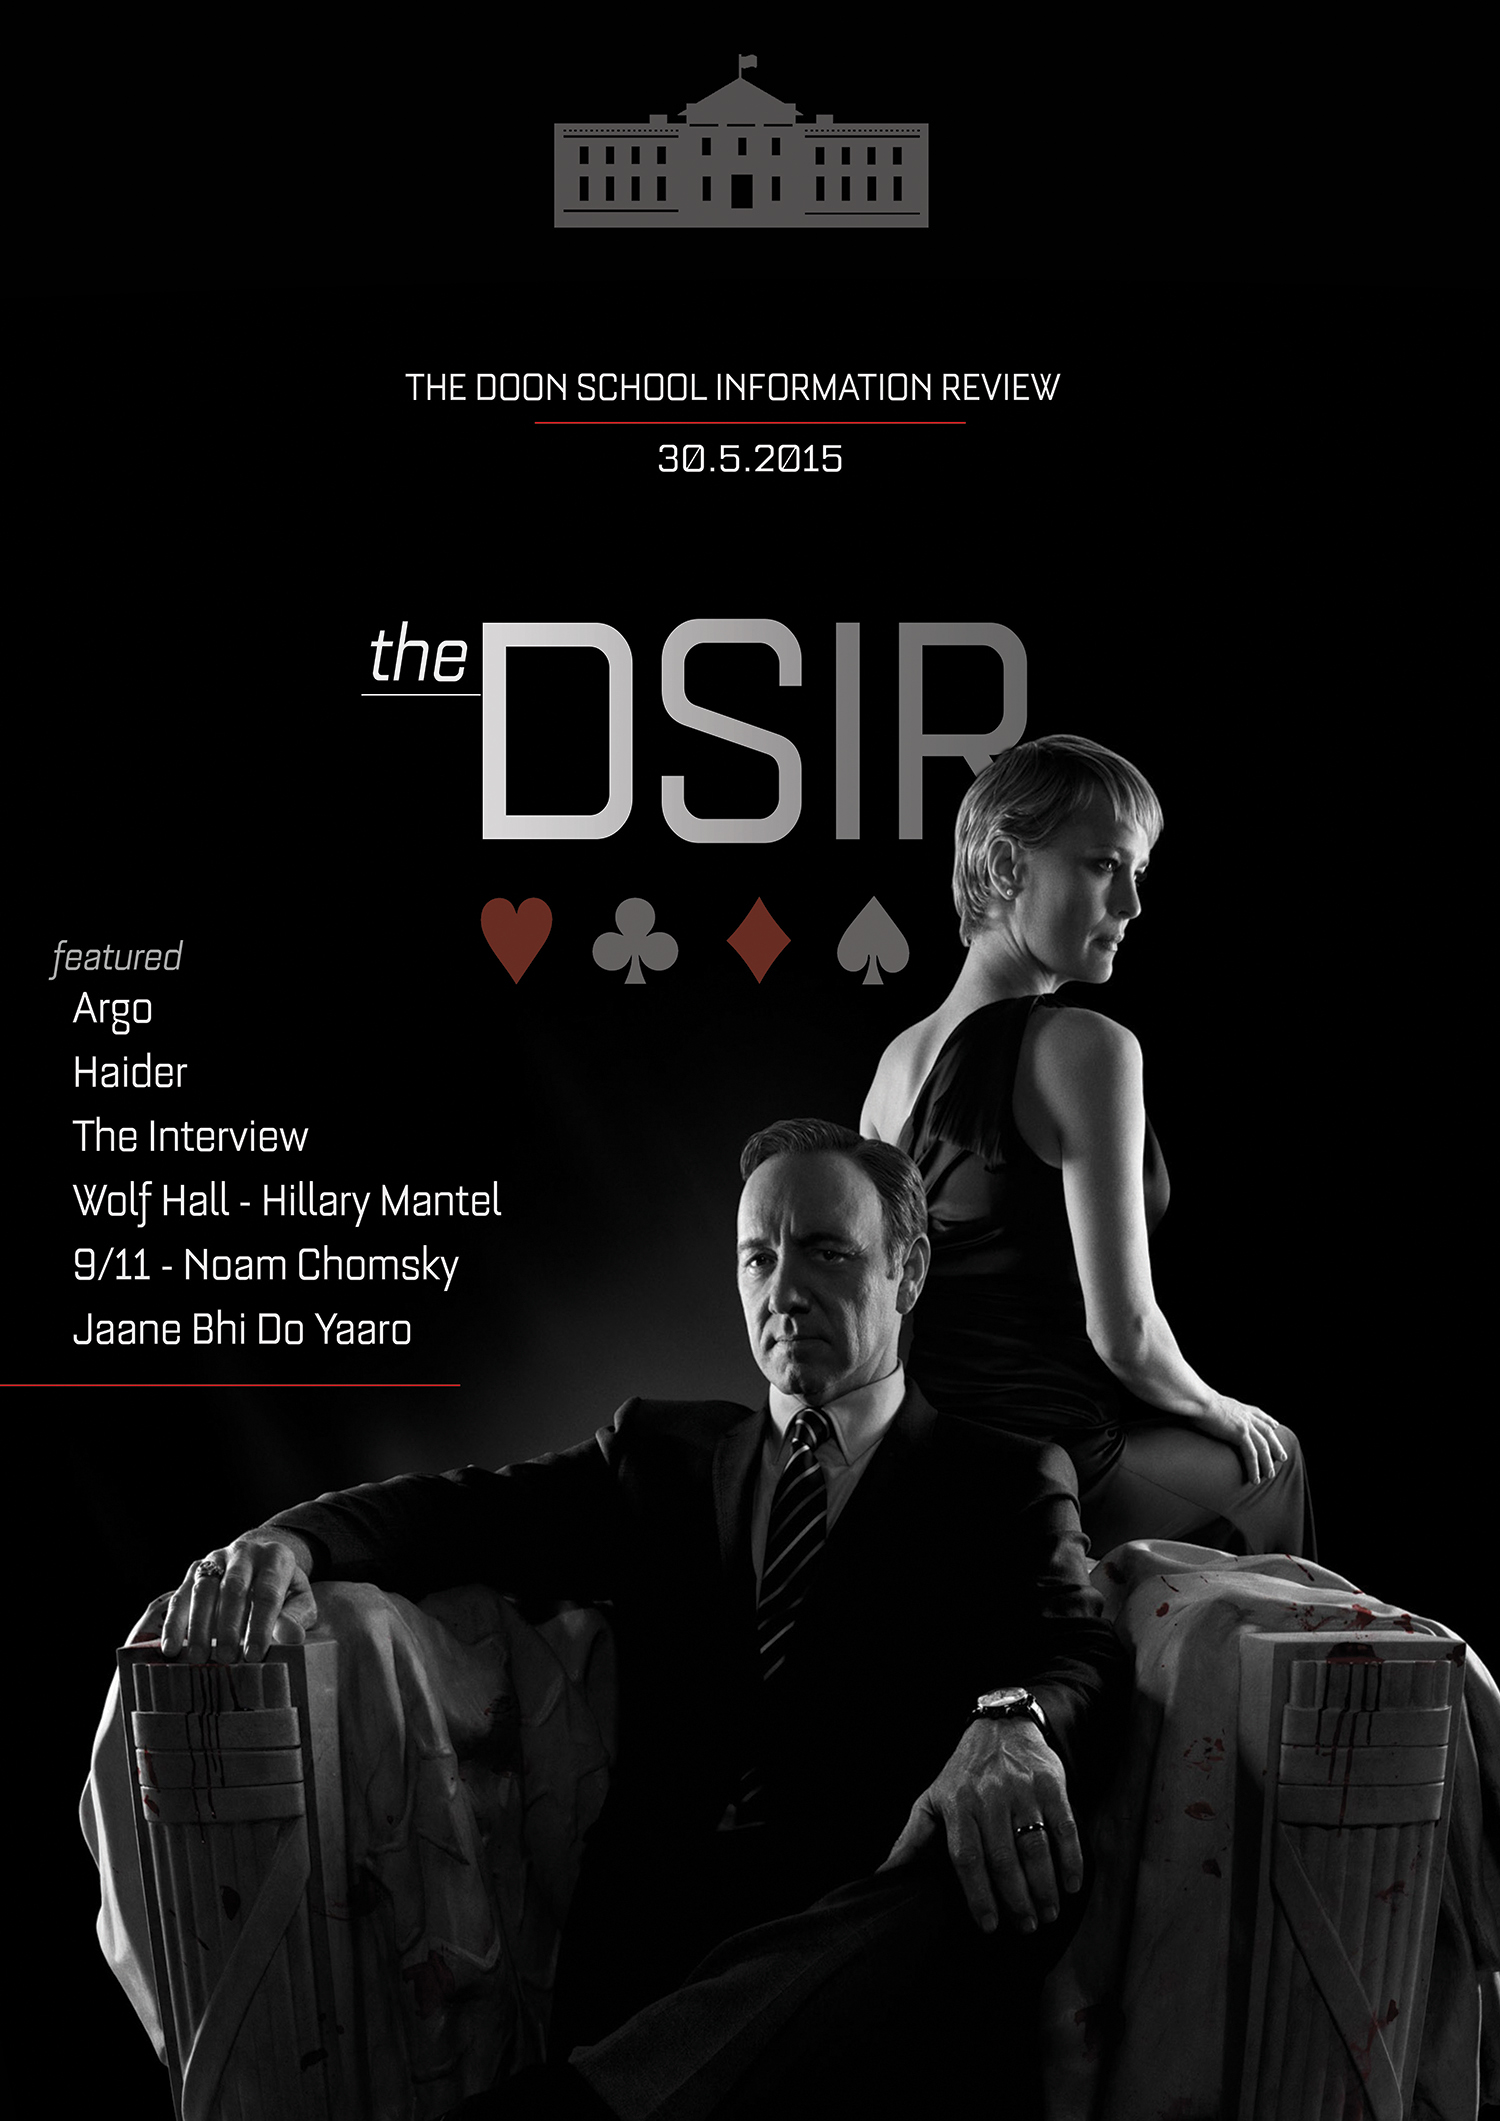 THE DOON SCHOOL INFORMATION REVIEW
30.5.2015
the DSIR
featured
Argo
Haider
The Interview
Wolf Hall - Hillary Mantel
9/11 - Noam Chomsky
Jaane Bhi Do Yaaro